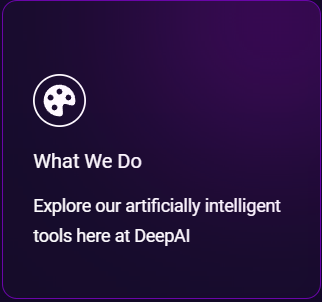 What We Do
Explore our artificially intelligent
tools here at DeepAI